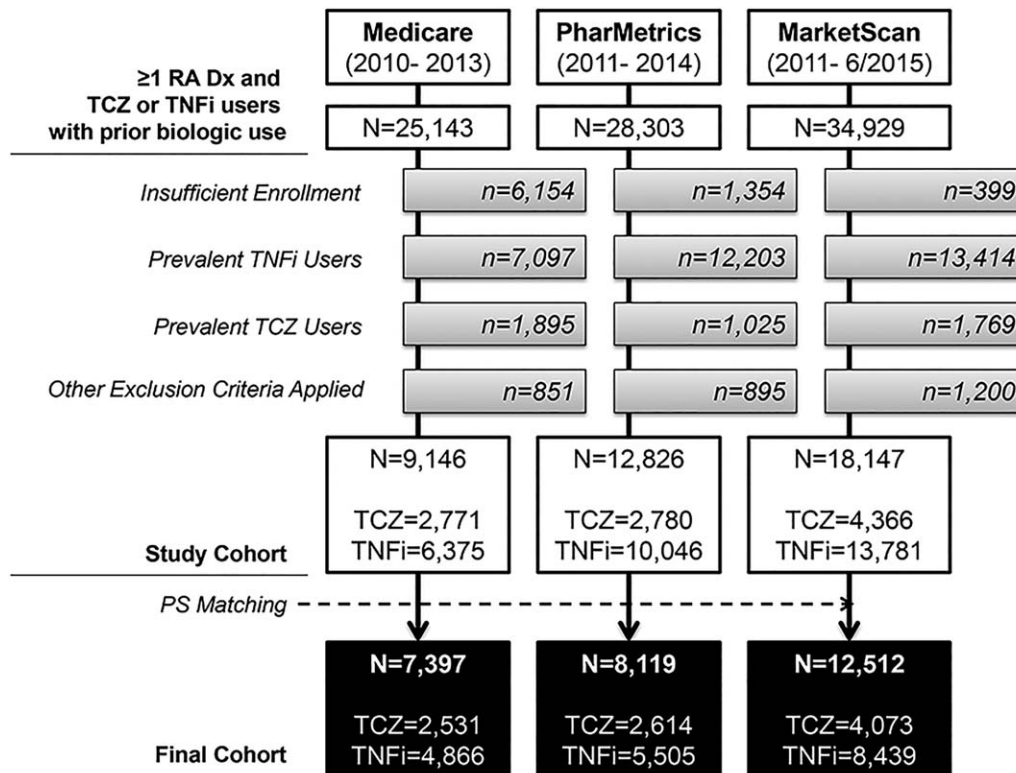 Medicare
(2010- 2013)
PharMetrics
(2011- 2014)
MarketScan
(2011- 6/2015)
≥1 RA Dx and
TCZ or TNFi users
with prior biologic use
N=25,143
N=28,303
N=34,929
Insufficient Enrollment
n=6,154
n=1,354
n=399
Prevalent TNFi Users
n=7,097
n=12,203
n=13,414
Prevalent TCZ Users
n=1,895
n=1,025
n=1,769
Other Exclusion Criteria Applied
n=851
n=895
n=1,200
Study Cohort
N=9,146
TCZ=2,771
TNFi=6,375
N=12,826
TCZ=2,780
TNFi=10,046
N=18,147
TCZ=4,366
TNFi=13,781
PS Matching
Final Cohort
N=7,397
TCZ=2,531
TNFi=4,866
N=8,119
TCZ=2,614
TNFi=5,505
N=12,512
TCZ=4,073
TNFi=8,439